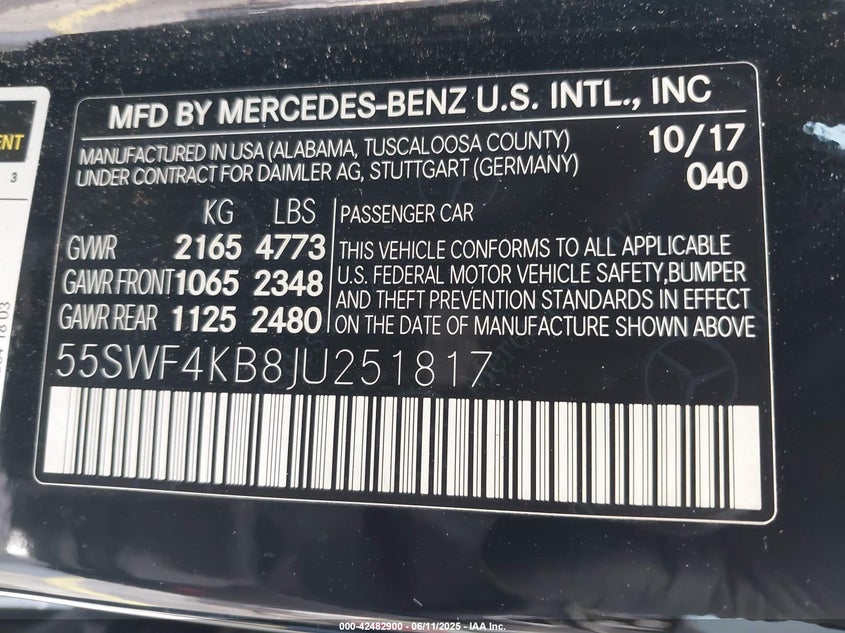 MFD BY MERCEDES-BENZ U.S. INTL., INC
MANUFACTURED IN USA (ALABAMA, TUSCALOOSA COUNTY)
UNDER CONTRACT FOR DAIMLER AG, STUTTGART (GERMANY)
10/17
040
KG LBS
GVWR 2165 4773
GAWR FRONT 1065 2348
GAWR REAR 1125 2480
PASSENGER CAR
THIS VEHICLE CONFORMS TO ALL APPLICABLE
U.S. FEDERAL MOTOR VEHICLE SAFETY,BUMPER
AND THEFT PREVENTION STANDARDS IN EFFECT
ON THE DATE OF MANUFACTURE SHOWN ABOVE
55SWF4KB8JU251817
3
000-42482900 - 06/11/2025 - IAA Inc.